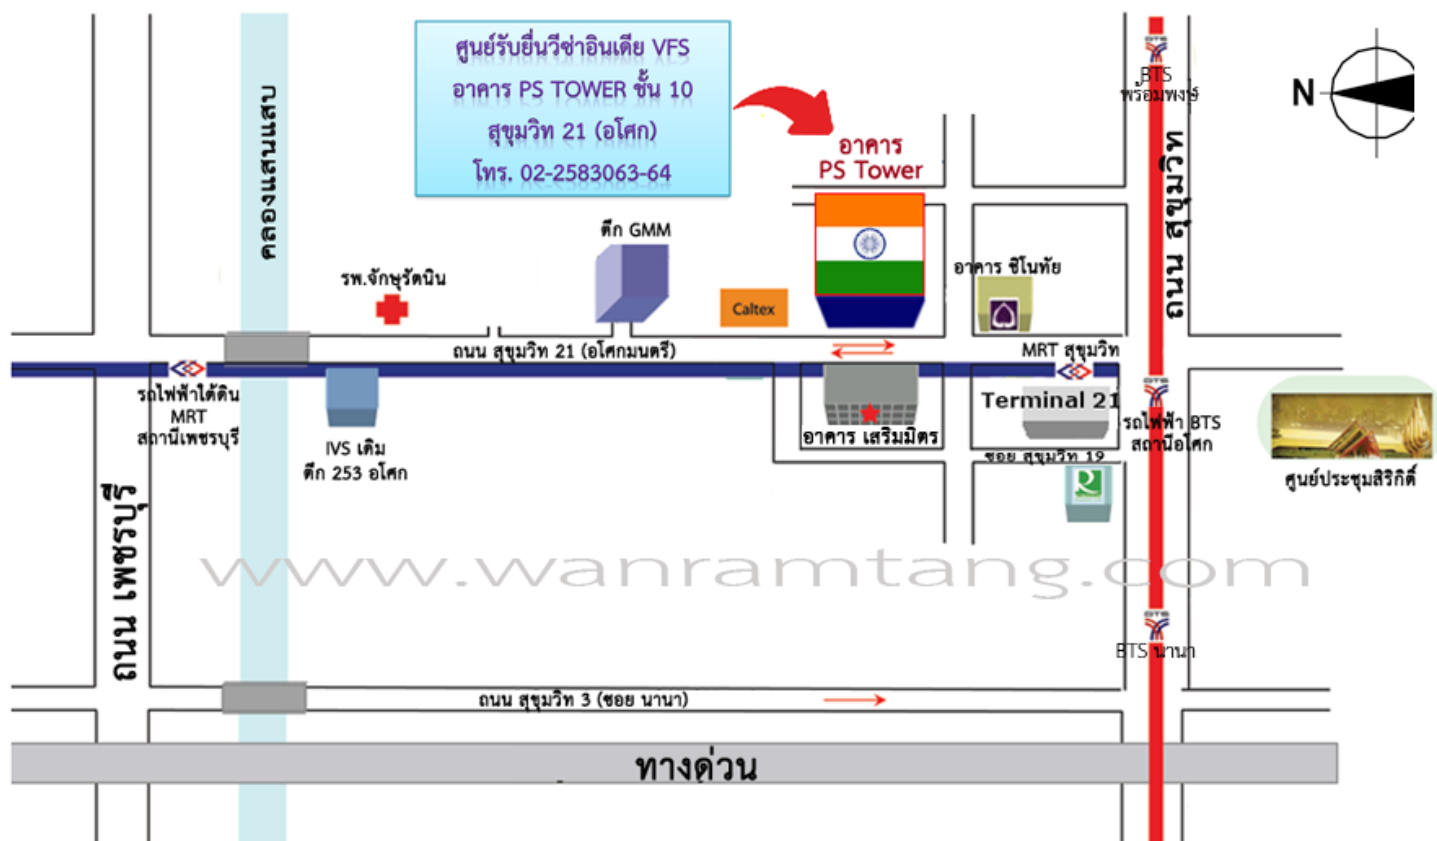 ศูนย์รับยื่นวีซ่าอินเดีย VFS
อาคาร PS TOWER ชั้น 10
สุขุมวิท 21 (อโศก)
โทร. 02-2583063-64
BTS
พร้อมพงษ์
N
คลองแสนแสบ
ถนน สุขุมวิท
อาคาร
PS Tower
ตึก GMM
รพ.จักษุรัตนิน
Caltex
อาคาร ชิโนทัย
ถนน สุขุมวิท 21 (อโศกมนตรี)
MRT สุขุมวิท
รถไฟฟ้าใต้ดิน
MRT
สถานีเพชรบุรี
IVS เดิม
ตึก 253 อโศก
อาคาร เสริมมิตร
Terminal 21
รถไฟฟ้า BTS
สถานีอโศก
ซอย สุขุมวิท 19
ศูนย์ประชุมสิริกิติ์
ถนน เพชรบุรี
www.wanramtang.com
BTS นานา
ถนน สุขุมวิท 3 (ซอย นานา)
ทางด่วน